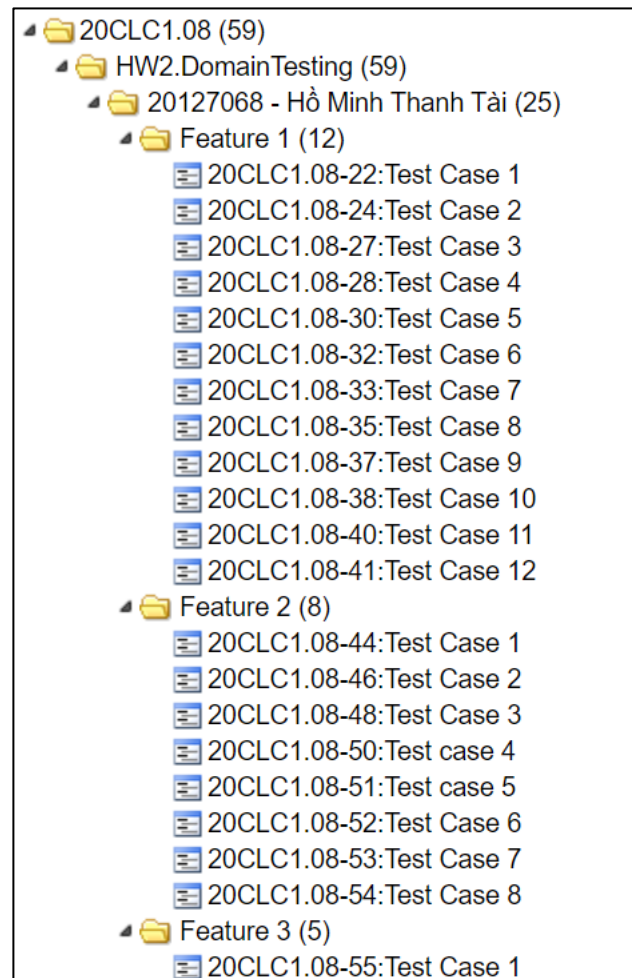 20CLC1.08 (59)
HW2.DomainTesting (59)
20127068 - Hồ Minh Thanh Tài (25)
Feature 1 (12)
20CLC1.08-22:Test Case 1
20CLC1.08-24:Test Case 2
20CLC1.08-27:Test Case 3
20CLC1.08-28:Test Case 4
20CLC1.08-30:Test Case 5
20CLC1.08-32:Test Case 6
20CLC1.08-33:Test Case 7
20CLC1.08-35:Test Case 8
20CLC1.08-37:Test Case 9
20CLC1.08-38:Test Case 10
20CLC1.08-40:Test Case 11
20CLC1.08-41:Test Case 12
Feature 2 (8)
20CLC1.08-44:Test Case 1
20CLC1.08-46:Test Case 2
20CLC1.08-48:Test Case 3
20CLC1.08-50:Test case 4
20CLC1.08-51:Test case 5
20CLC1.08-52:Test Case 6
20CLC1.08-53:Test Case 7
20CLC1.08-54:Test Case 8
Feature 3 (5)
20CLC1.08-55:Test Case 1